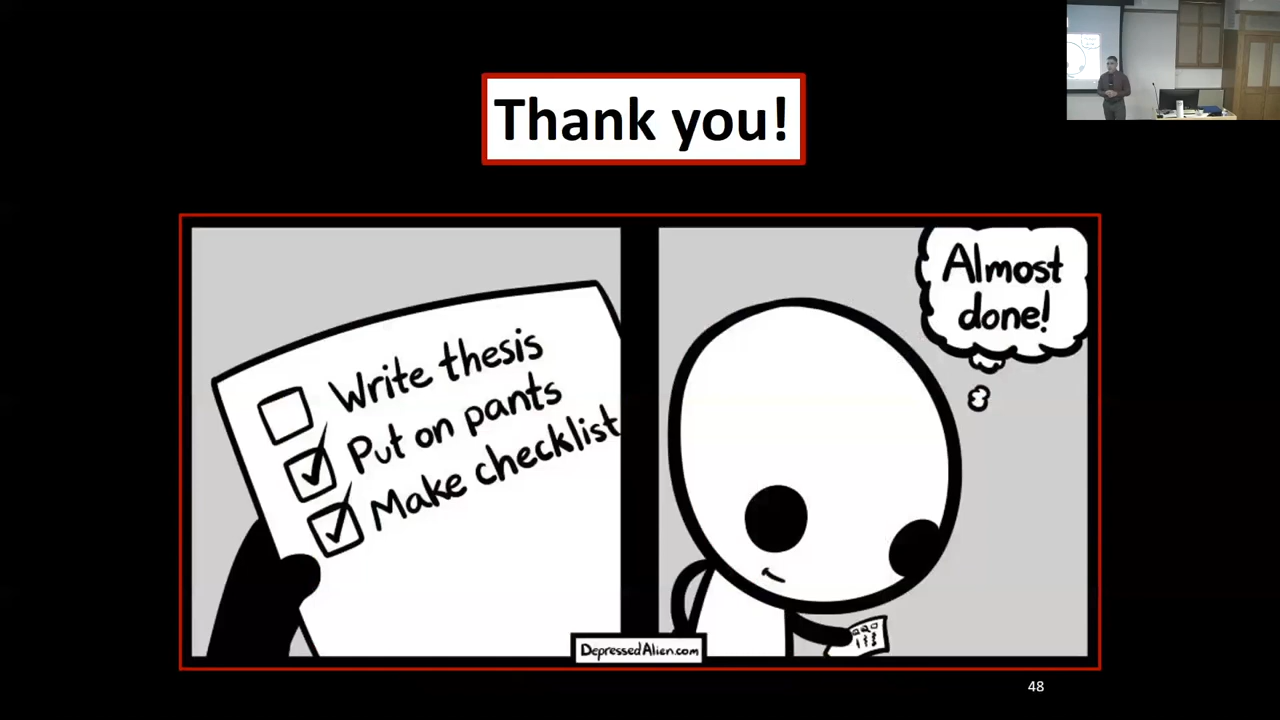 Thank you!
Write thesis
Put on pants
Make checklist
Almost
done!
DepressedAlien.com
48